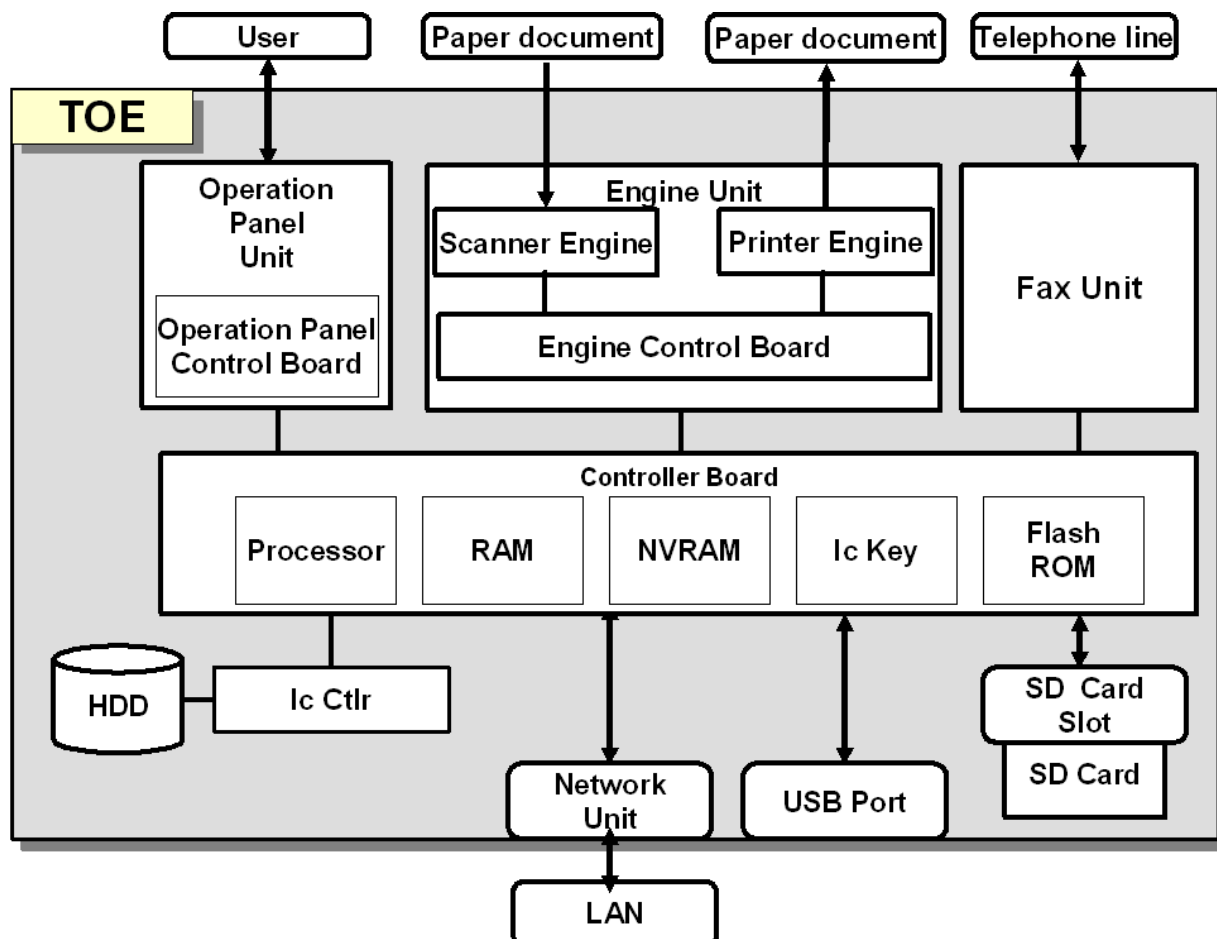 User
Paper document
Paper document
Telephone line
TOE
Operation
Panel
Unit
Operation Panel
Control Board
Engine Unit
Scanner Engine
Printer Engine
Engine Control Board
Fax Unit
Controller Board
Processor
RAM
NVRAM
Ic Key
Flash
ROM
HDD
Ic Ctlr
Network
Unit
USB Port
SD Card
Slot
SD Card
LAN